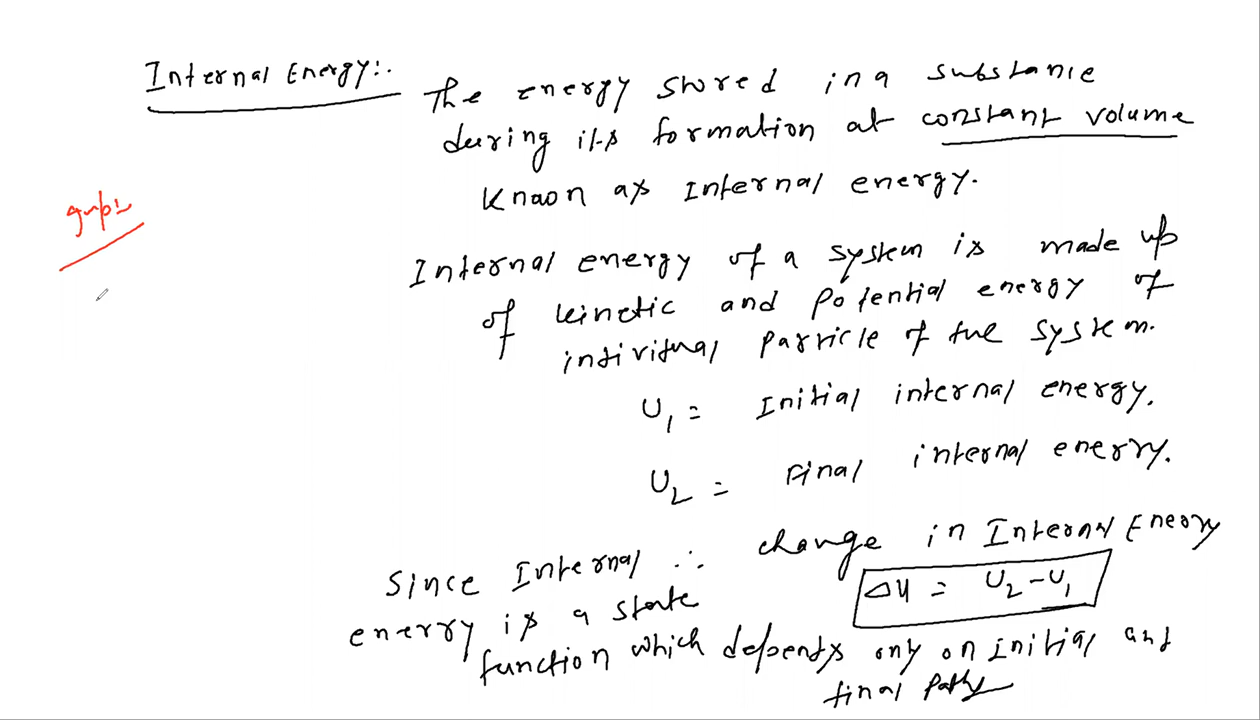 Internal Energy:-
The energy stored in a substance
during its formation at constant volume
Known as Internal energy.
Internal energy of a system is made up
of kinetic and potential energy of
individual particle of the system.
U1 = Initial internal energy.
U2 = Final internal energy.
∴ change in Internal Energy
ΔU = U2 - U1
Since Internal
energy is a state
function which depends only on Initial and
final path